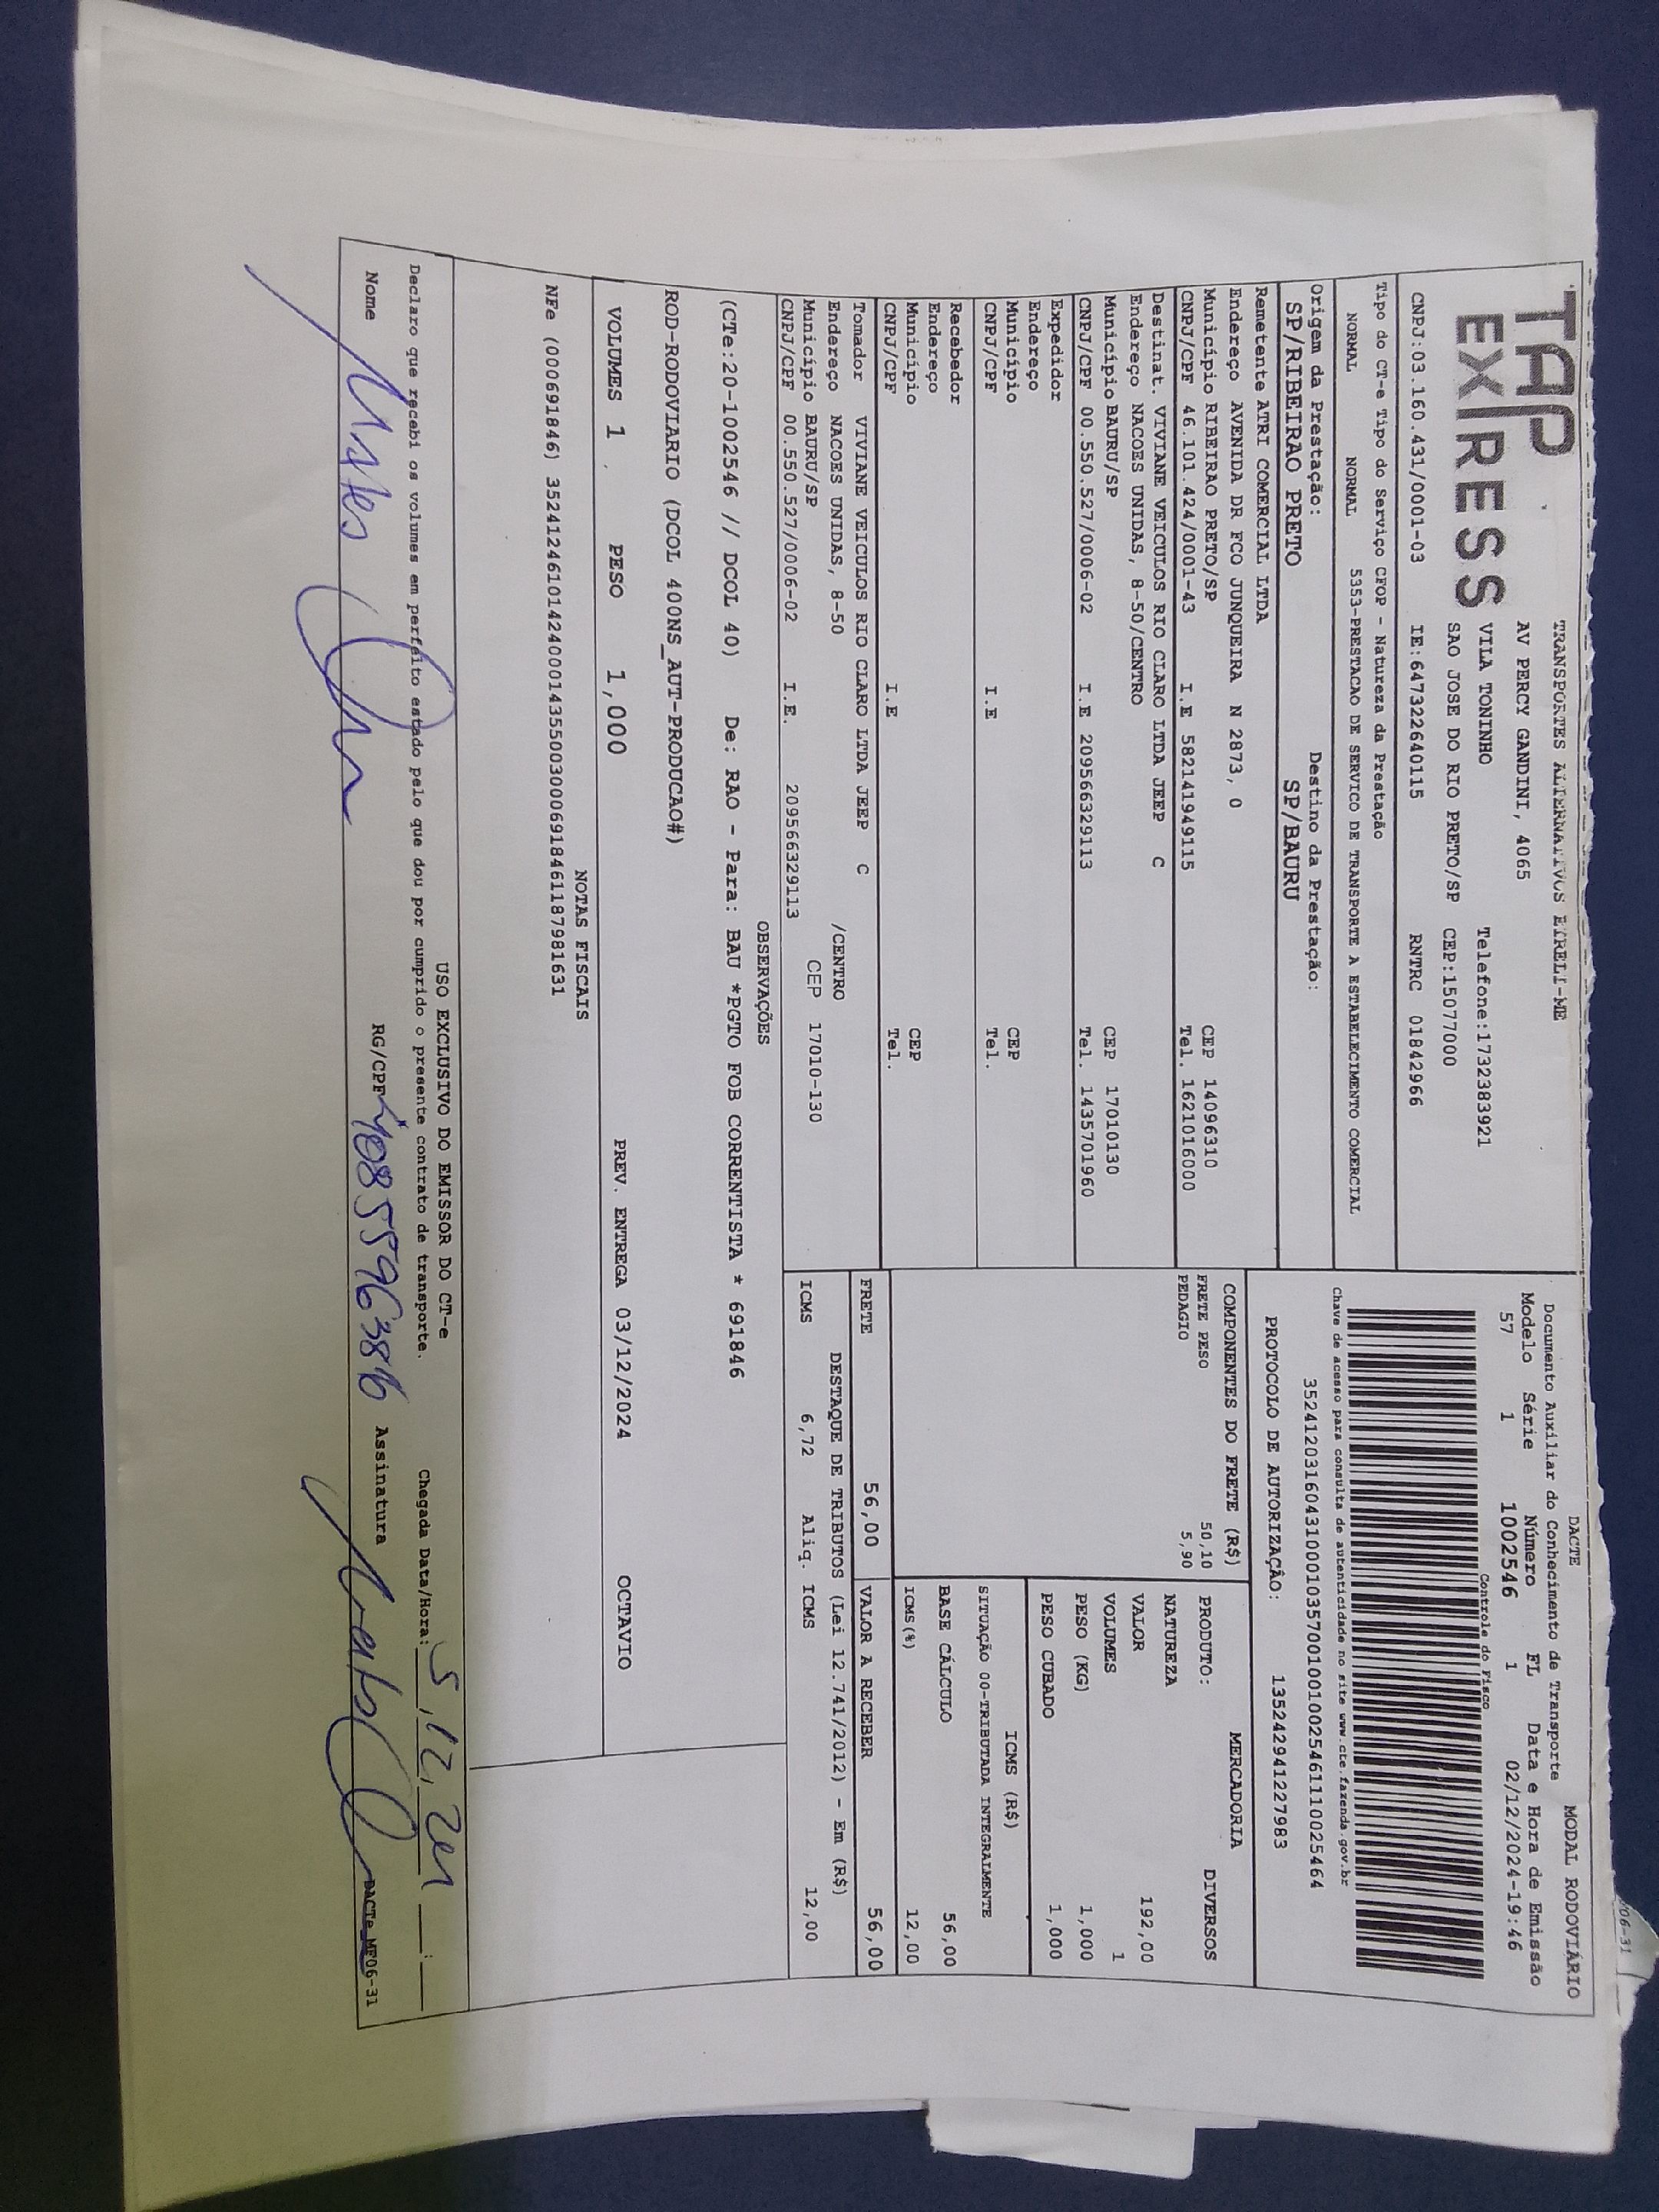 TAP EXPRESS
TRANSPORTES ALTERNATIVOS EIRELI-ME
AV PERCY GANDINI, 4065
VILA TONINHO Telefone:1732383921
SAO JOSE DO RIO PRETO/SP CEP:15077000
CNPJ:03.160.431/0001-03 IE:647322640115 RNTRC 01842966
DACTE MODAL RODOVIÁRIO
Documento Auxiliar do Conhecimento de Transporte
Modelo Série Número FL Data e Hora de Emissão
57 1 1002546 1 02/12/2024-19:46
Controle do Fisco
Tipo do CT-e Tipo do Serviço CFOP - Natureza da Prestação
NORMAL NORMAL 5353-PRESTACAO DE SERVICO DE TRANSPORTE A ESTABELECIMENTO COMERCIAL
Chave de acesso para consulta de autenticidade no site www.cte.fazenda.gov.br
35241203160431000103570010010025461110025464
Origem da Prestação: Destino da Prestação:
SP/RIBEIRAO PRETO SP/BAURU
PROTOCOLO DE AUTORIZAÇÃO: 135242941227983
Remetente ATRI COMERCIAL LTDA
Endereço AVENIDA DR FCO JUNQUEIRA N 2873, 0
Município RIBEIRAO PRETO/SP CEP 14096310
CNPJ/CPF 46.101.424/0001-43 I.E 582141949115 Tel. 1621016000
Destinat. VIVIANE VEICULOS RIO CLARO LTDA JEEP C
Endereço NACOES UNIDAS, 8-50/CENTRO
Município BAURU/SP CEP 17010130
CNPJ/CPF 00.550.527/0006-02 I.E 209566329113 Tel. 1435701960
Expedidor
Endereço
Município CEP
CNPJ/CPF I.E Tel.
Recebedor
Endereço
Município CEP
CNPJ/CPF I.E Tel.
Tomador VIVIANE VEICULOS RIO CLARO LTDA JEEP C
Endereço NACOES UNIDAS, 8-50 /CENTRO
Município BAURU/SP CEP 17010-130
CNPJ/CPF 00.550.527/0006-02 I.E. 209566329113
COMPONENTES DO FRETE (R$)
FRETE PESO 50,10
PEDAGIO 5,90
MERCADORIA
PRODUTO: DIVERSOS
NATUREZA
VALOR 192,00
VOLUMES 1
PESO (KG) 1,000
PESO CUBADO 1,000
ICMS (R$)
SITUAÇÃO 00-TRIBUTADA INTEGRALMENTE
BASE CÁLCULO 56,00
ICMS(%) 12,00
FRETE 56,00 VALOR A RECEBER 56,00
DESTAQUE DE TRIBUTOS (Lei 12.741/2012) - Em (R$)
ICMS 6,72 Aliq. ICMS 12,00
OBSERVAÇÕES
(CTe:20-1002546 // DCOL 40) De: RAO - Para: BAU *PGTO FOB CORRENTISTA * 691846
ROD-RODOVIARIO (DCOL 400NS_AUT-PRODUCAO#)
VOLUMES 1 PESO 1,000 PREV. ENTREGA 03/12/2024 OCTAVIO
NOTAS FISCAIS
NFe (000691846) 35241246101424000143550030006918461187981631
USO EXCLUSIVO DO EMISSOR DO CT-e
Declaro que recebi os volumes em perfeito estado pelo que dou por cumprido o presente contrato de transporte. Chegada Data/Hora: 5,12, :
Nome RG/CPF 40855963816 Assinatura DACTe_MF06-31